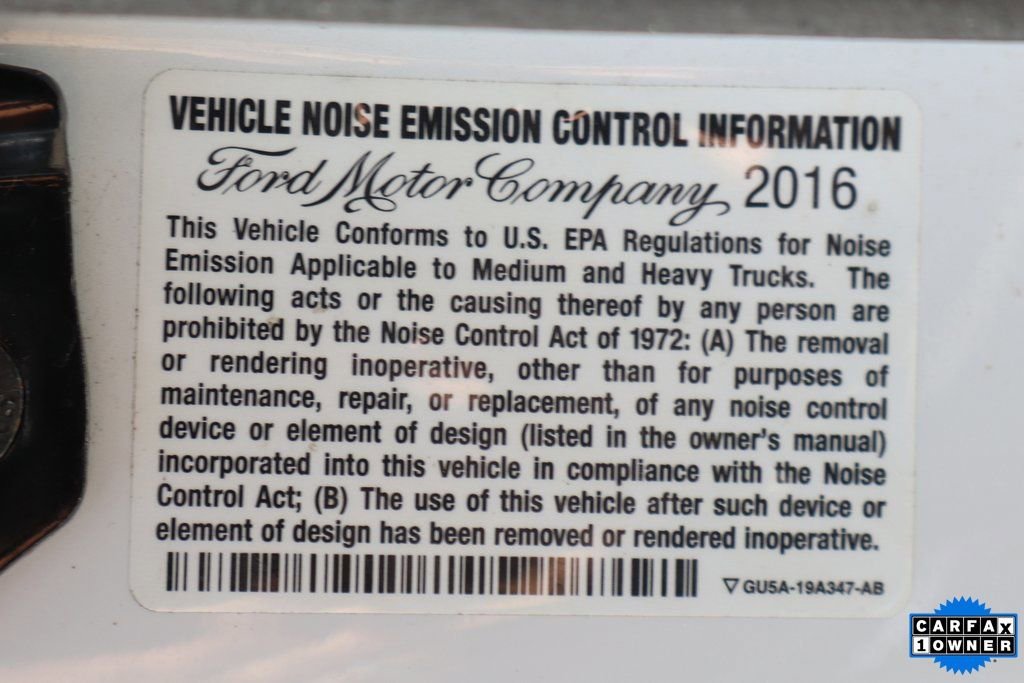 VEHICLE NOISE EMISSION CONTROL INFORMATION
Ford Motor Company 2016
This Vehicle Conforms to U.S. EPA Regulations for Noise
Emission Applicable to Medium and Heavy Trucks. The
following acts or the causing thereof by any person are
prohibited by the Noise Control Act of 1972: (A) The removal
or rendering inoperative, other than for purposes of
maintenance, repair, or replacement, of any noise control
device or element of design (listed in the owner's manual)
incorporated into this vehicle in compliance with the Noise
Control Act; (B) The use of this vehicle after such device or
element of design has been removed or rendered inoperative.
▽ GU5A-19A347-AB
CARFAX
1 OWNER